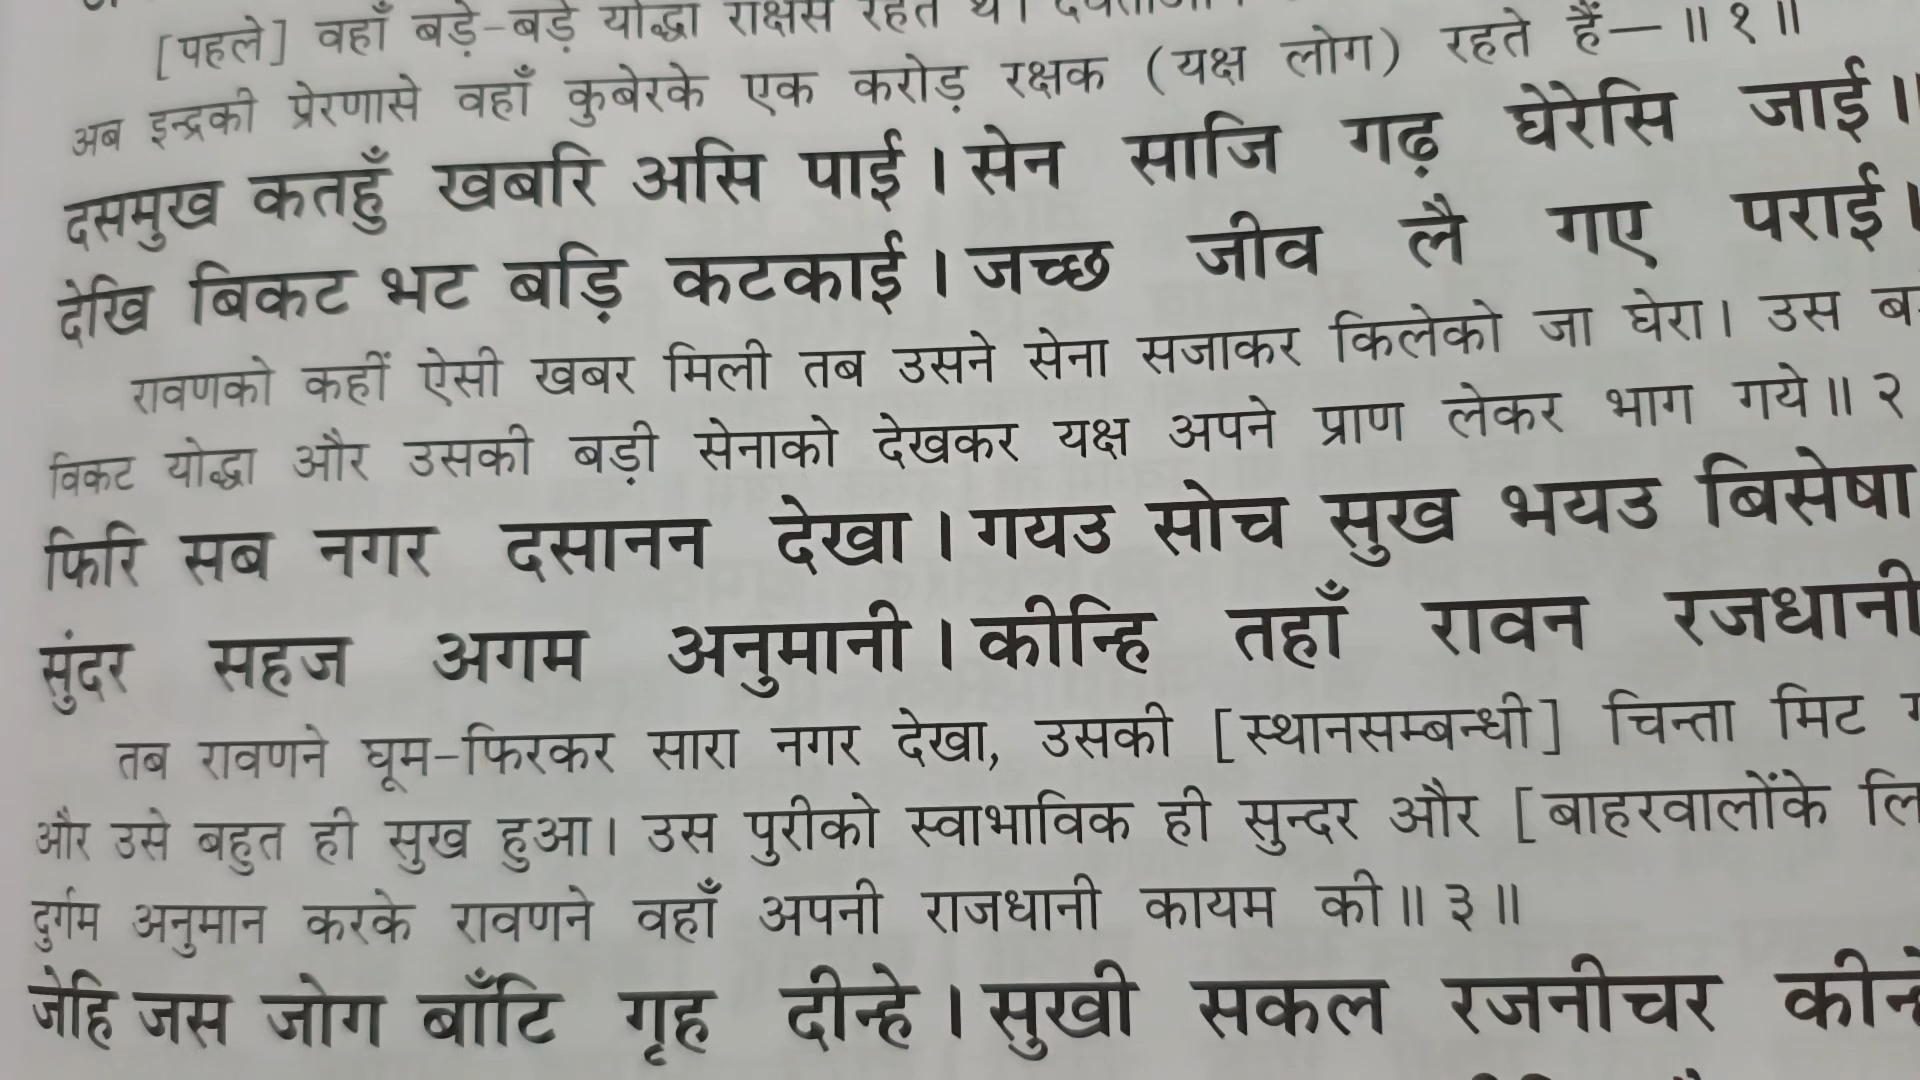 [पहले] वहाँ बड़े-बड़े योद्धा राक्षस रहते थे।
अब इन्द्रकी प्रेरणासे वहाँ कुबेरके एक करोड़ रक्षक (यक्ष लोग) रहते हैं— ॥ १ ॥
दसमुख कतहुँ खबरि असि पाई । सेन साजि गढ़ घेरेसि जाई ॥
देखि बिकट भट बड़ि कटकाई । जच्छ जीव लै गए पराई ।
रावणको कहीं ऐसी खबर मिली तब उसने सेना सजाकर किलेको जा घेरा। उस
विकट योद्धा और उसकी बड़ी सेनाको देखकर यक्ष अपने प्राण लेकर भाग गये ॥ २
फिरि सब नगर दसानन देखा । गयउ सोच सुख भयउ बिसेषा
सुंदर सहज अगम अनुमानी । कीन्हि तहाँ रावन रजधानी
तब रावणने घूम-फिरकर सारा नगर देखा, उसकी [स्थानसम्बन्धी] चिन्ता मिट
और उसे बहुत ही सुख हुआ। उस पुरीको स्वाभाविक ही सुन्दर और [बाहरवालोंके
दुर्गम अनुमान करके रावणने वहाँ अपनी राजधानी कायम की ॥ ३ ॥
जेहि जस जोग बाँटि गृह दीन्हे । सुखी सकल रजनीचर